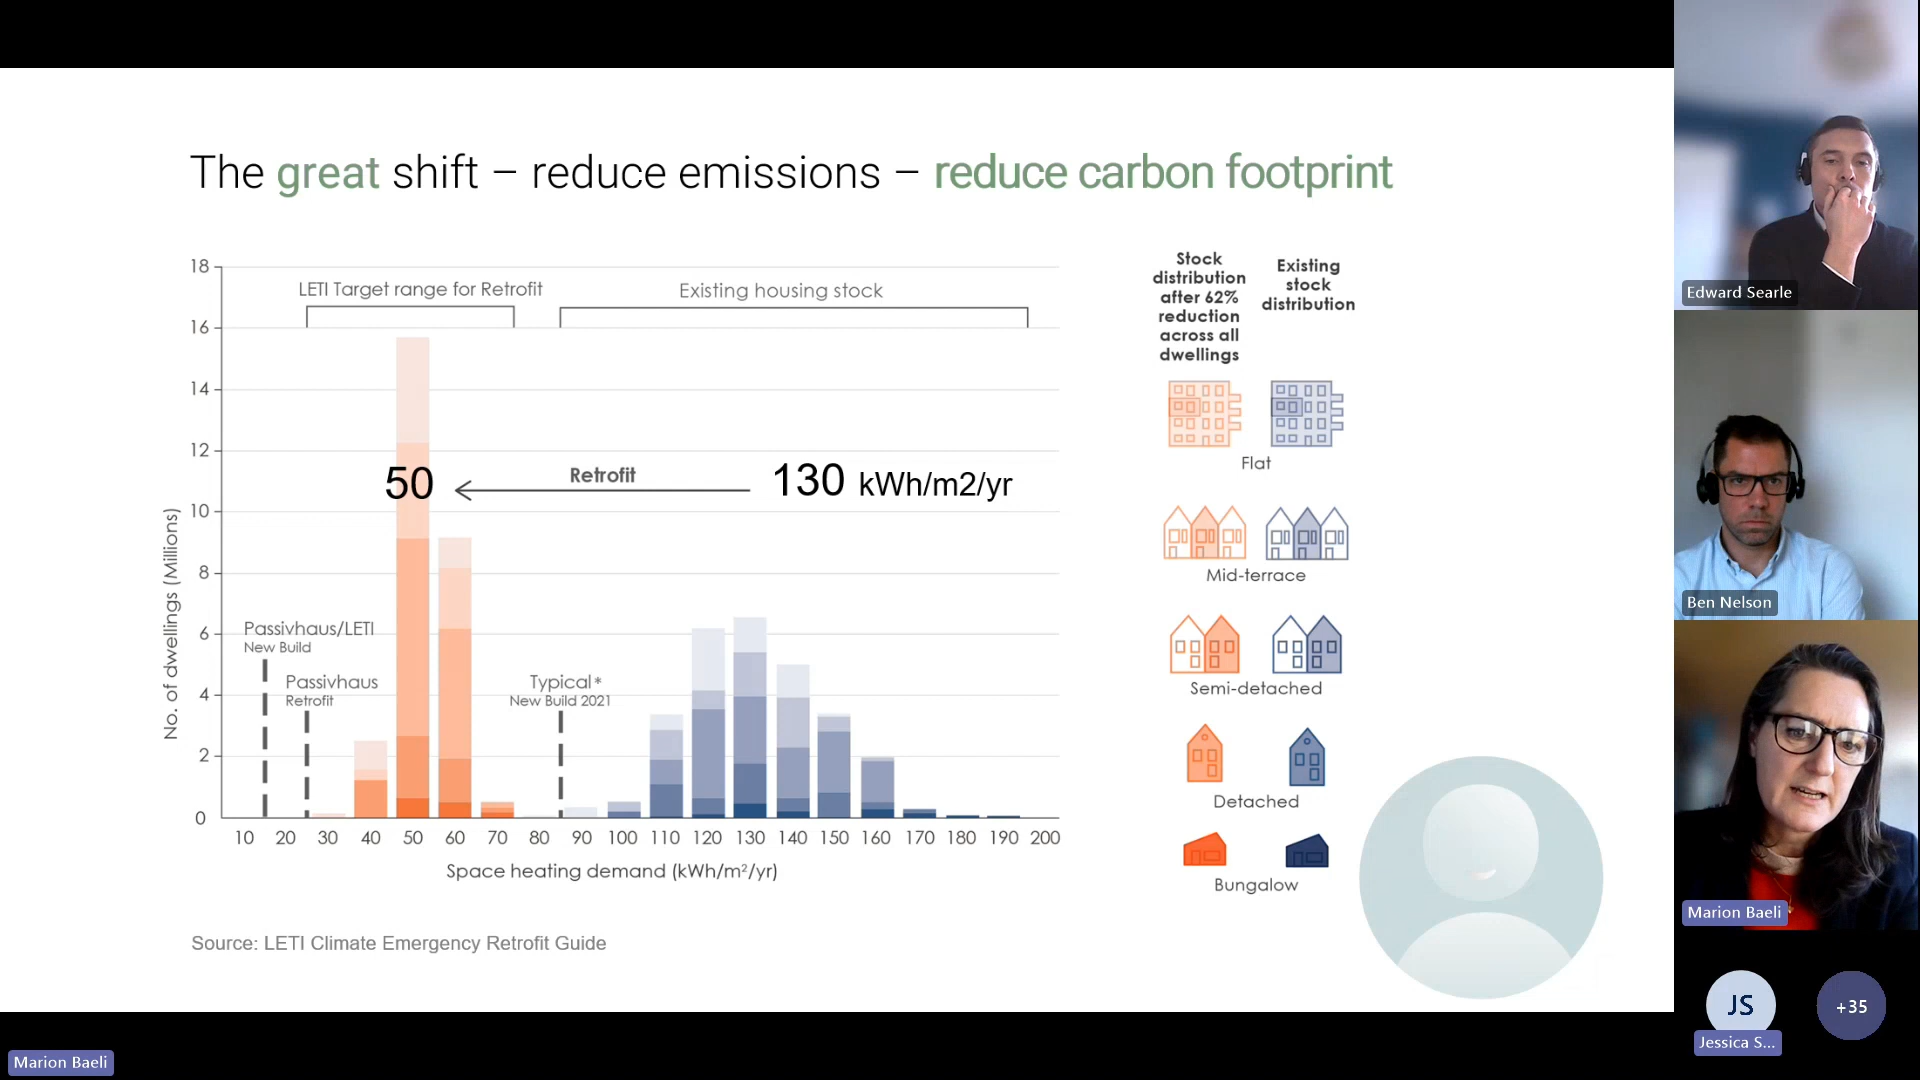 The great shift – reduce emissions – reduce carbon footprint
18
16
14
12
10
8
6
4
2
0
No. of dwellings (Millions)
LETI Target range for Retrofit
Existing housing stock
50
Retrofit
130 kWh/m2/yr
Passivhaus/LETI
New Build
Passivhaus
Retrofit
Typical*
New Build 2021
10 20 30 40 50 60 70 80 90 100 110 120 130 140 150 160 170 180 190 200
Space heating demand (kWh/m²/yr)
Source: LETI Climate Emergency Retrofit Guide
Stock
distribution
after 62%
reduction
across all
dwellings
Existing
stock
distribution
Flat
Mid-terrace
Semi-detached
Detached
Bungalow
Edward Searle
Ben Nelson
Marion Baeli
JS
Jessica S...
+35
Marion Baeli